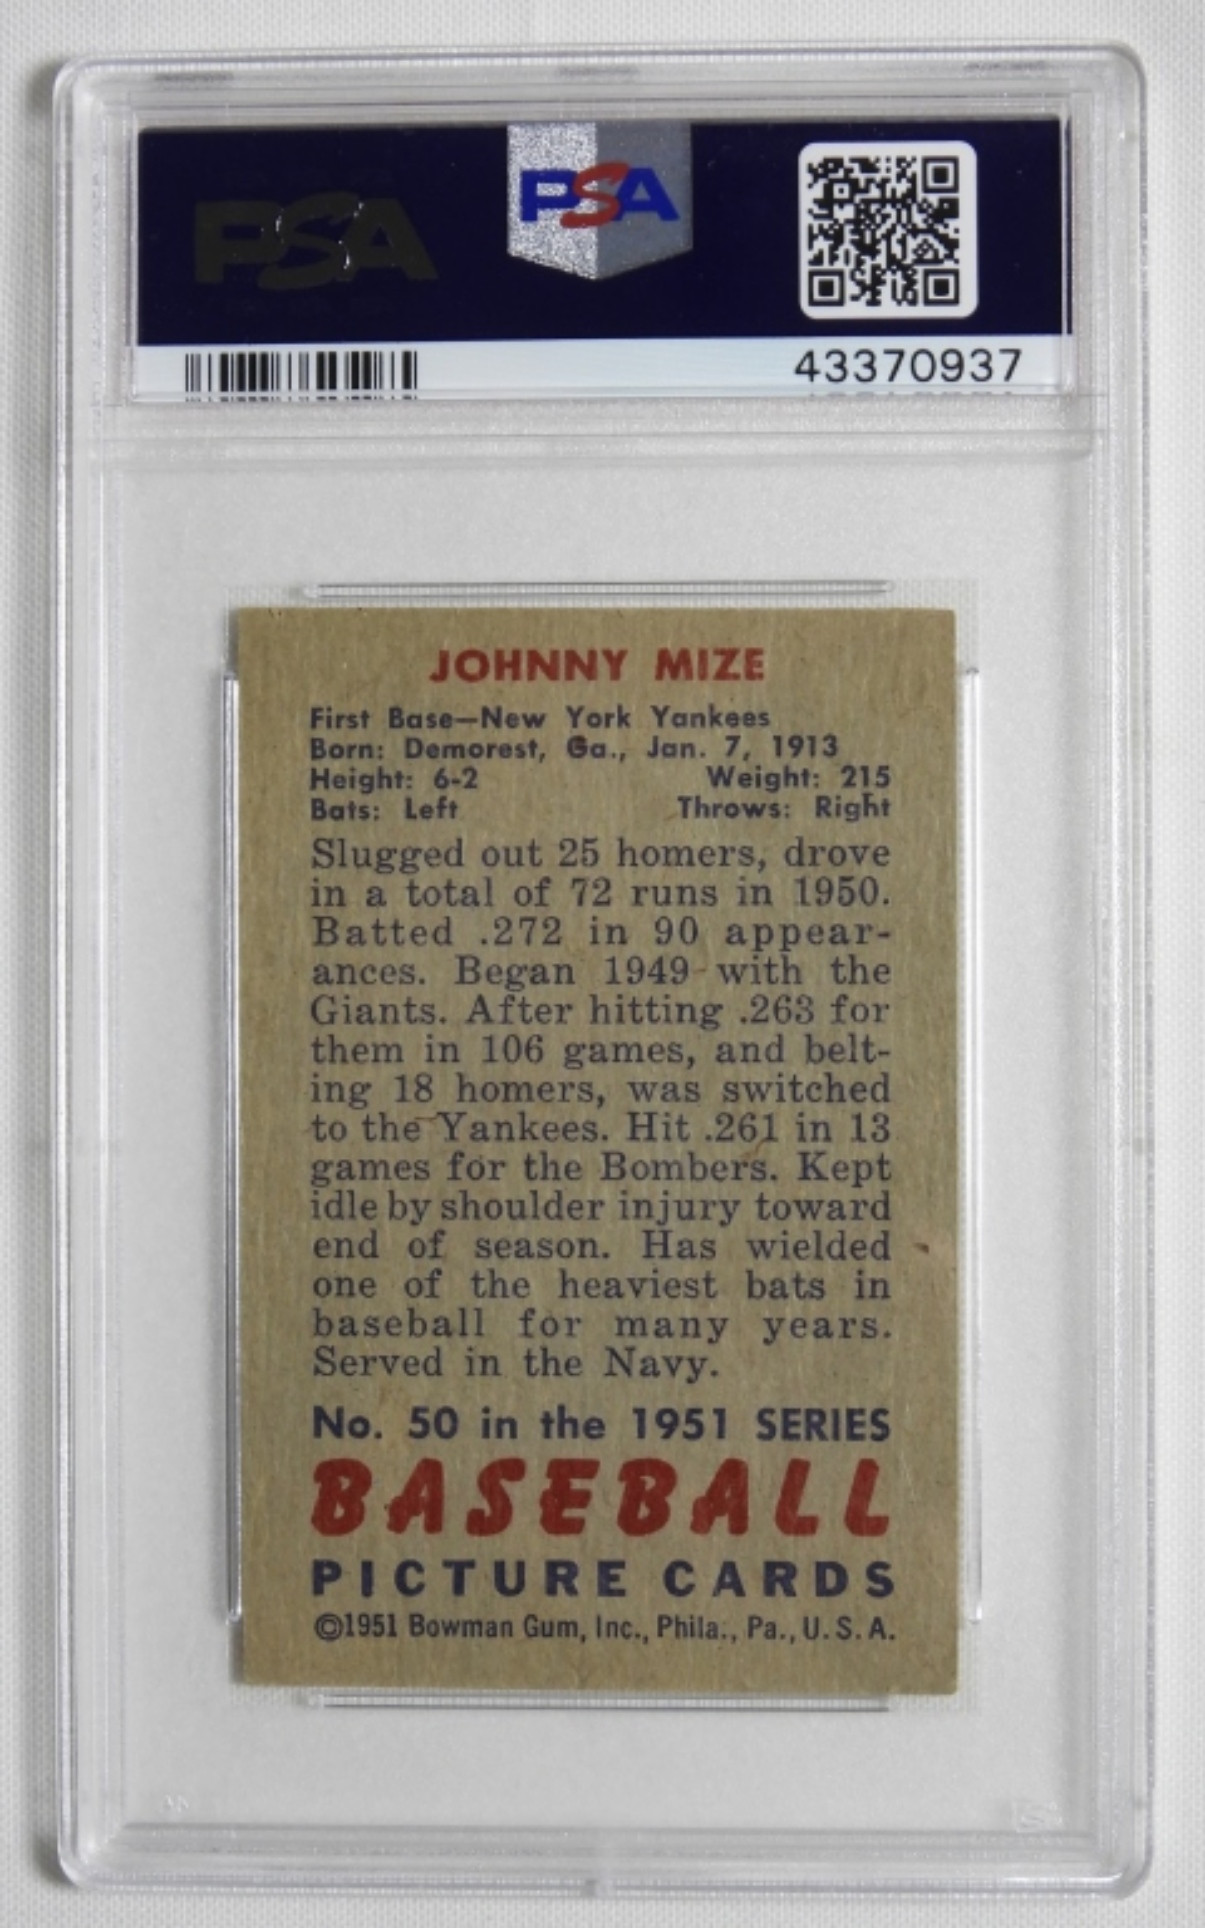 PSA
PSA
43370937
JOHNNY MIZE
First Base—New York Yankees
Born: Demorest, Ga., Jan. 7, 1913
Height: 6-2 Weight: 215
Bats: Left Throws: Right
Slugged out 25 homers, drove
in a total of 72 runs in 1950.
Batted .272 in 90 appear-
ances. Began 1949 with the
Giants. After hitting .263 for
them in 106 games, and belt-
ing 18 homers, was switched
to the Yankees. Hit .261 in 13
games for the Bombers. Kept
idle by shoulder injury toward
end of season. Has wielded
one of the heaviest bats in
baseball for many years.
Served in the Navy.
No. 50 in the 1951 SERIES
BASEBALL
PICTURE CARDS
©1951 Bowman Gum, Inc., Phila., Pa., U.S.A.